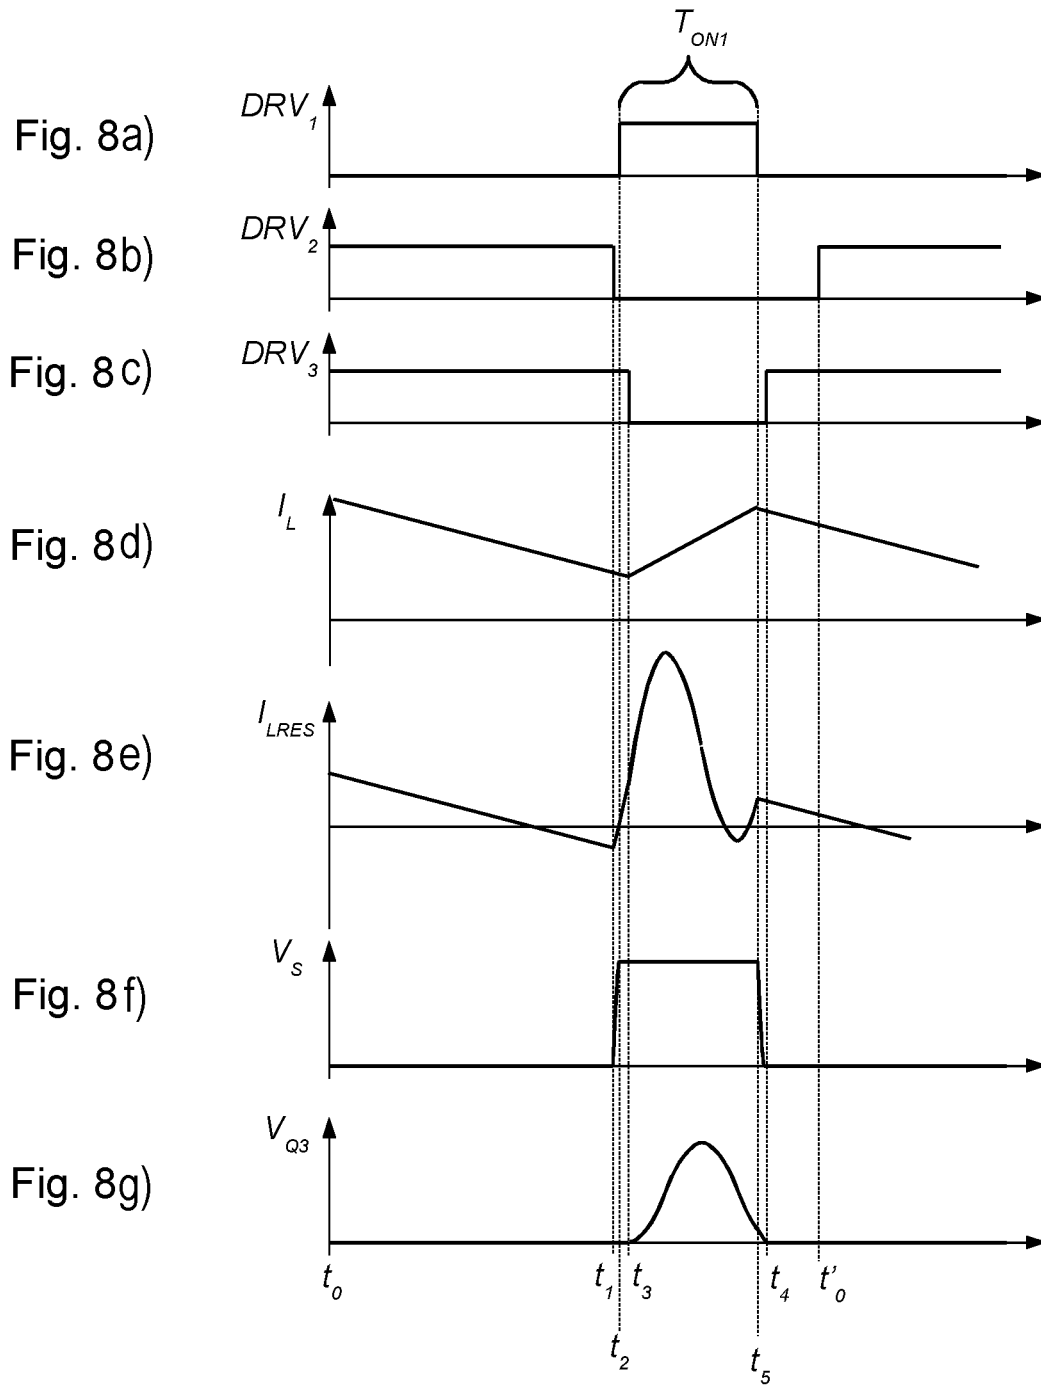 T_ON1
Fig. 8a) DRV_1
Fig. 8b) DRV_2
Fig. 8c) DRV_3
Fig. 8d) I_L
Fig. 8e) I_LRES
Fig. 8f) V_S
Fig. 8g) V_Q3
t_0 t_1 t_3 t_4 t'_0
t_2 t_5